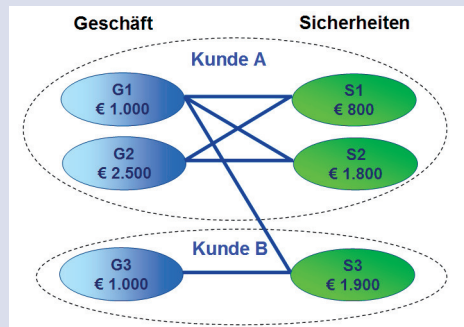 Geschäft Sicherheiten
Kunde A
G1 S1
€ 1.000 € 800
G2 S2
€ 2.500 € 1.800
Kunde B
G3 S3
€ 1.000 € 1.900